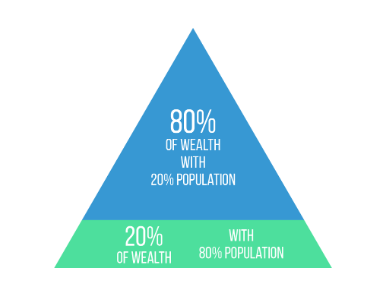 80%
OF WEALTH
WITH
20% POPULATION
20%
OF WEALTH
WITH
80% POPULATION